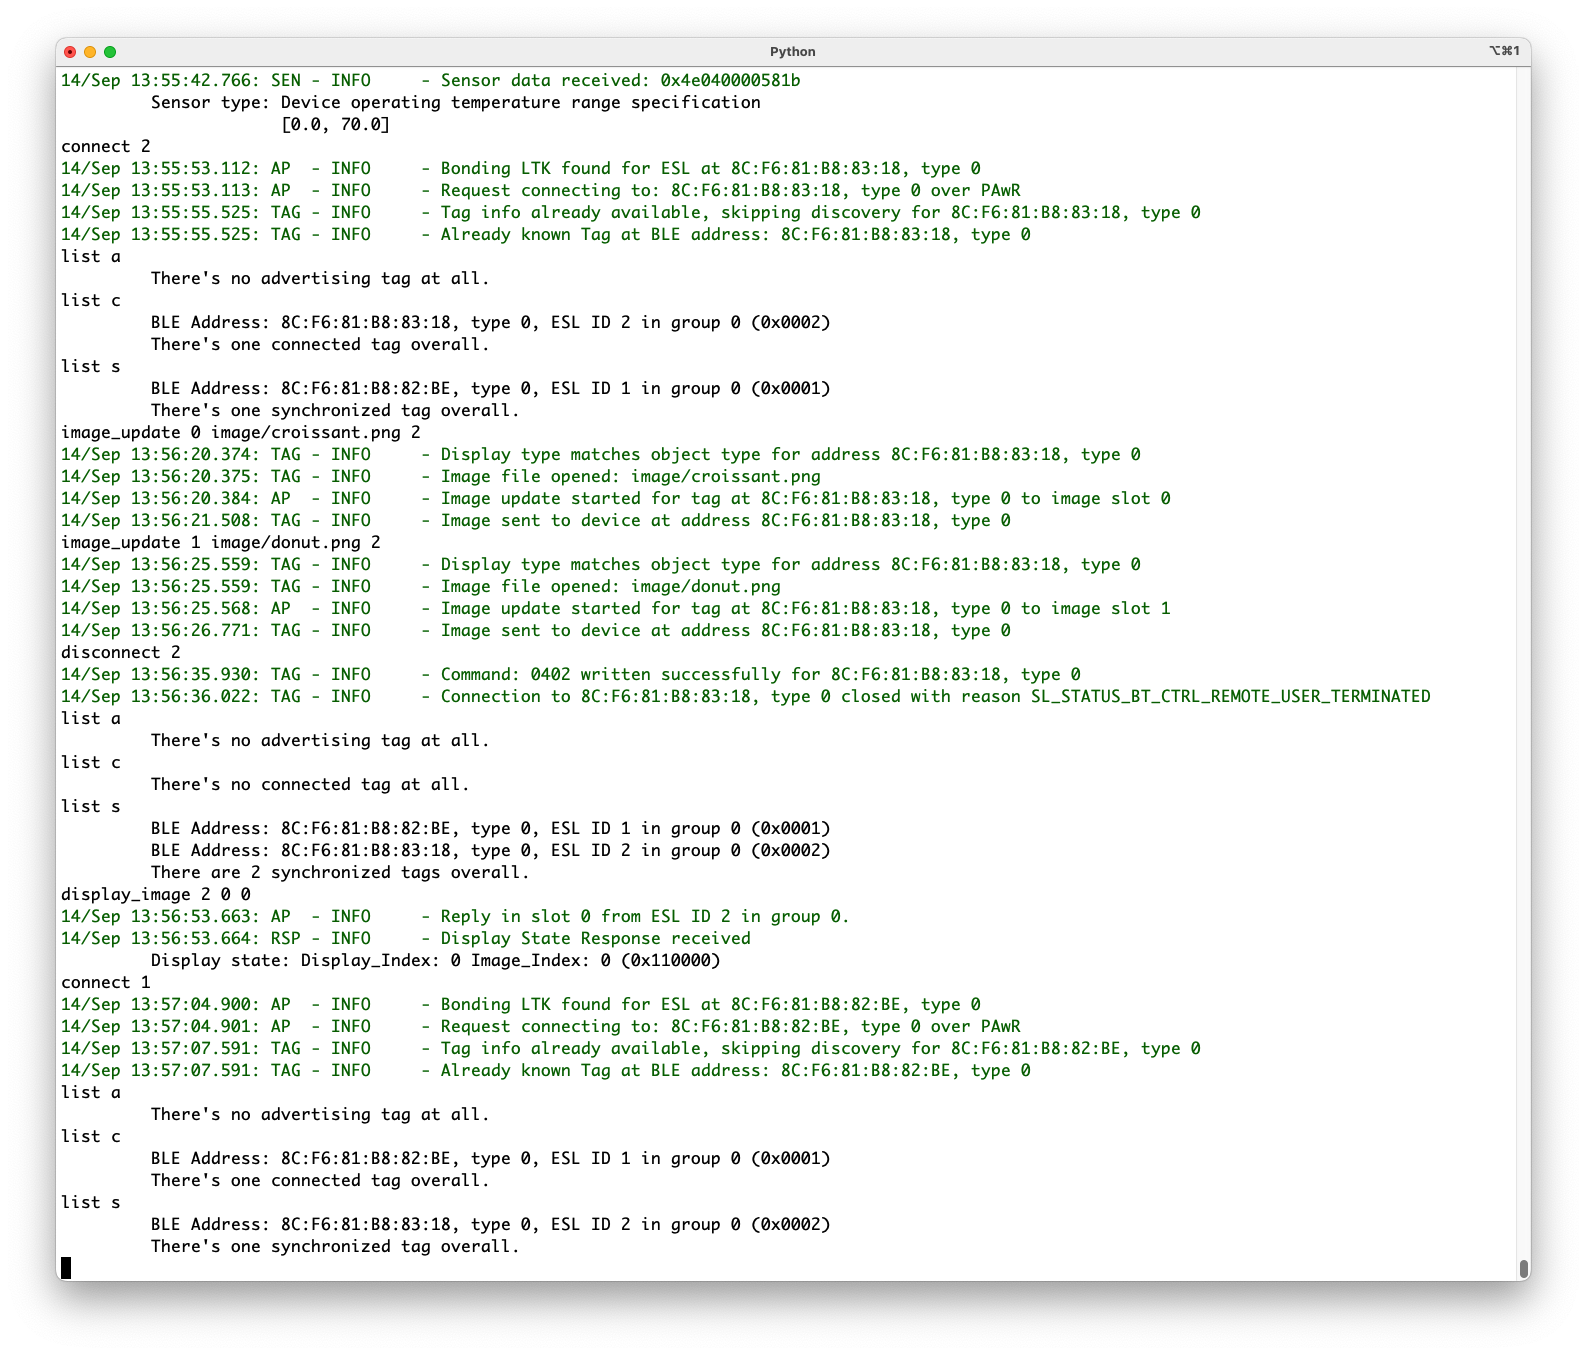 Python
⌥⌘1
14/Sep 13:55:42.766: SEN - INFO     - Sensor data received: 0x4e040000581b
         Sensor type: Device operating temperature range specification
                      [0.0, 70.0]
connect 2
14/Sep 13:55:53.112: AP  - INFO     - Bonding LTK found for ESL at 8C:F6:81:B8:83:18, type 0
14/Sep 13:55:53.113: AP  - INFO     - Request connecting to: 8C:F6:81:B8:83:18, type 0 over PAwR
14/Sep 13:55:55.525: TAG - INFO     - Tag info already available, skipping discovery for 8C:F6:81:B8:83:18, type 0
14/Sep 13:55:55.525: TAG - INFO     - Already known Tag at BLE address: 8C:F6:81:B8:83:18, type 0
list a
         There's no advertising tag at all.
list c
         BLE Address: 8C:F6:81:B8:83:18, type 0, ESL ID 2 in group 0 (0x0002)
         There's one connected tag overall.
list s
         BLE Address: 8C:F6:81:B8:82:BE, type 0, ESL ID 1 in group 0 (0x0001)
         There's one synchronized tag overall.
image_update 0 image/croissant.png 2
14/Sep 13:56:20.374: TAG - INFO     - Display type matches object type for address 8C:F6:81:B8:83:18, type 0
14/Sep 13:56:20.375: TAG - INFO     - Image file opened: image/croissant.png
14/Sep 13:56:20.384: AP  - INFO     - Image update started for tag at 8C:F6:81:B8:83:18, type 0 to image slot 0
14/Sep 13:56:21.508: TAG - INFO     - Image sent to device at address 8C:F6:81:B8:83:18, type 0
image_update 1 image/donut.png 2
14/Sep 13:56:25.559: TAG - INFO     - Display type matches object type for address 8C:F6:81:B8:83:18, type 0
14/Sep 13:56:25.559: TAG - INFO     - Image file opened: image/donut.png
14/Sep 13:56:25.568: AP  - INFO     - Image update started for tag at 8C:F6:81:B8:83:18, type 0 to image slot 1
14/Sep 13:56:26.771: TAG - INFO     - Image sent to device at address 8C:F6:81:B8:83:18, type 0
disconnect 2
14/Sep 13:56:35.930: TAG - INFO     - Command: 0402 written successfully for 8C:F6:81:B8:83:18, type 0
14/Sep 13:56:36.022: TAG - INFO     - Connection to 8C:F6:81:B8:83:18, type 0 closed with reason SL_STATUS_BT_CTRL_REMOTE_USER_TERMINATED
list a
         There's no advertising tag at all.
list c
         There's no connected tag at all.
list s
         BLE Address: 8C:F6:81:B8:82:BE, type 0, ESL ID 1 in group 0 (0x0001)
         BLE Address: 8C:F6:81:B8:83:18, type 0, ESL ID 2 in group 0 (0x0002)
         There are 2 synchronized tags overall.
display_image 2 0 0
14/Sep 13:56:53.663: AP  - INFO     - Reply in slot 0 from ESL ID 2 in group 0.
14/Sep 13:56:53.664: RSP - INFO     - Display State Response received
         Display state: Display_Index: 0 Image_Index: 0 (0x110000)
connect 1
14/Sep 13:57:04.900: AP  - INFO     - Bonding LTK found for ESL at 8C:F6:81:B8:82:BE, type 0
14/Sep 13:57:04.901: AP  - INFO     - Request connecting to: 8C:F6:81:B8:82:BE, type 0 over PAwR
14/Sep 13:57:07.591: TAG - INFO     - Tag info already available, skipping discovery for 8C:F6:81:B8:82:BE, type 0
14/Sep 13:57:07.591: TAG - INFO     - Already known Tag at BLE address: 8C:F6:81:B8:82:BE, type 0
list a
         There's no advertising tag at all.
list c
         BLE Address: 8C:F6:81:B8:82:BE, type 0, ESL ID 1 in group 0 (0x0001)
         There's one connected tag overall.
list s
         BLE Address: 8C:F6:81:B8:83:18, type 0, ESL ID 2 in group 0 (0x0002)
         There's one synchronized tag overall.